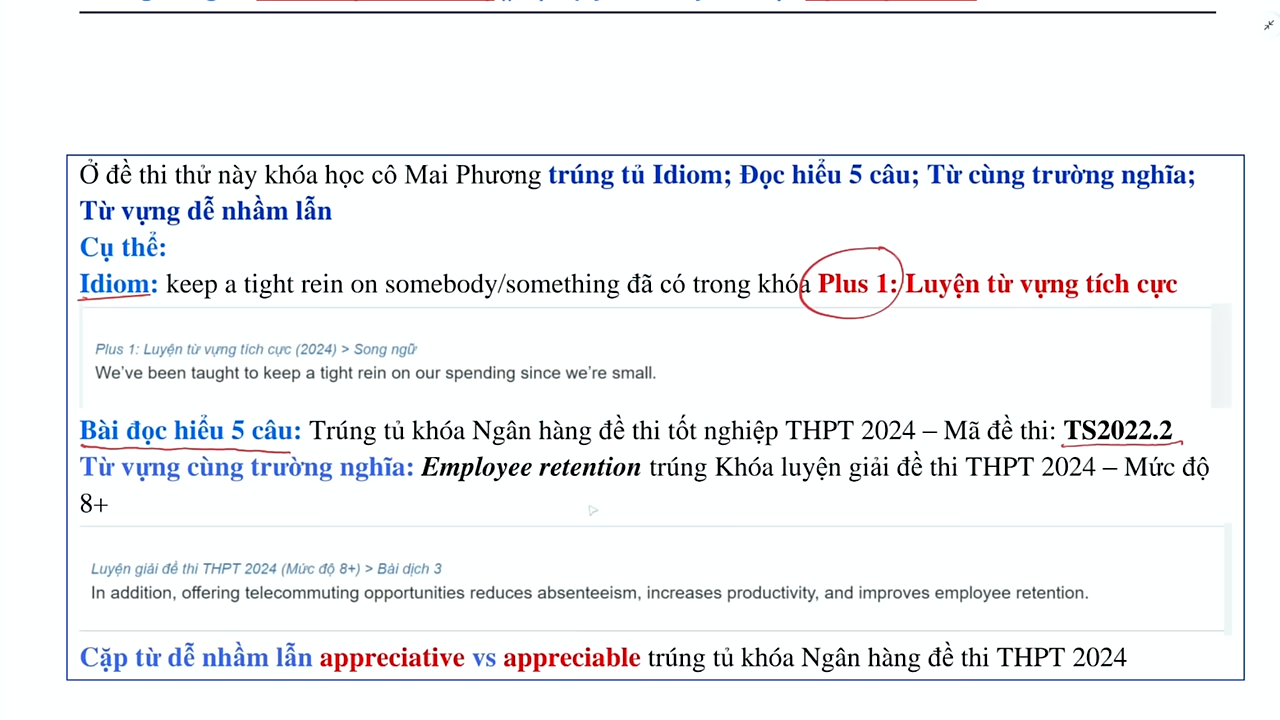 Ở đề thi thử này khóa học cô Mai Phương trúng tủ Idiom; Đọc hiểu 5 câu; Từ cùng trường nghĩa;
Từ vựng dễ nhầm lẫn
Cụ thể:
Idiom: keep a tight rein on somebody/something đã có trong khóa Plus 1: Luyện từ vựng tích cực
Plus 1: Luyện từ vựng tích cực (2024) > Song ngữ
We've been taught to keep a tight rein on our spending since we're small.
Bài đọc hiểu 5 câu: Trúng tủ khóa Ngân hàng đề thi tốt nghiệp THPT 2024 – Mã đề thi: TS2022.2
Từ vựng cùng trường nghĩa: Employee retention trúng Khóa luyện giải đề thi THPT 2024 – Mức độ
8+
Luyện giải đề thi THPT 2024 (Mức độ 8+) > Bài dịch 3
In addition, offering telecommuting opportunities reduces absenteeism, increases productivity, and improves employee retention.
Cặp từ dễ nhầm lẫn appreciative vs appreciable trúng tủ khóa Ngân hàng đề thi THPT 2024